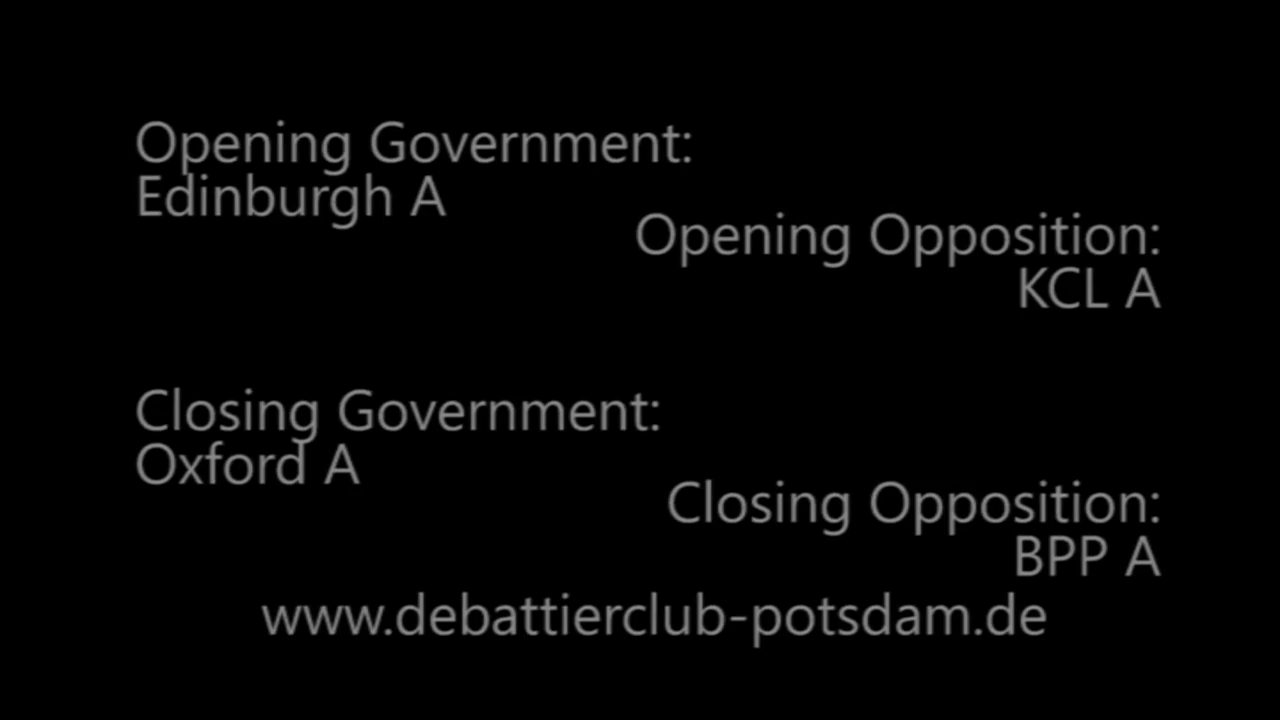 Opening Government:
Edinburgh A
Opening Opposition:
KCL A
Closing Government:
Oxford A
Closing Opposition:
BPP A
www.debattierclub-potsdam.de